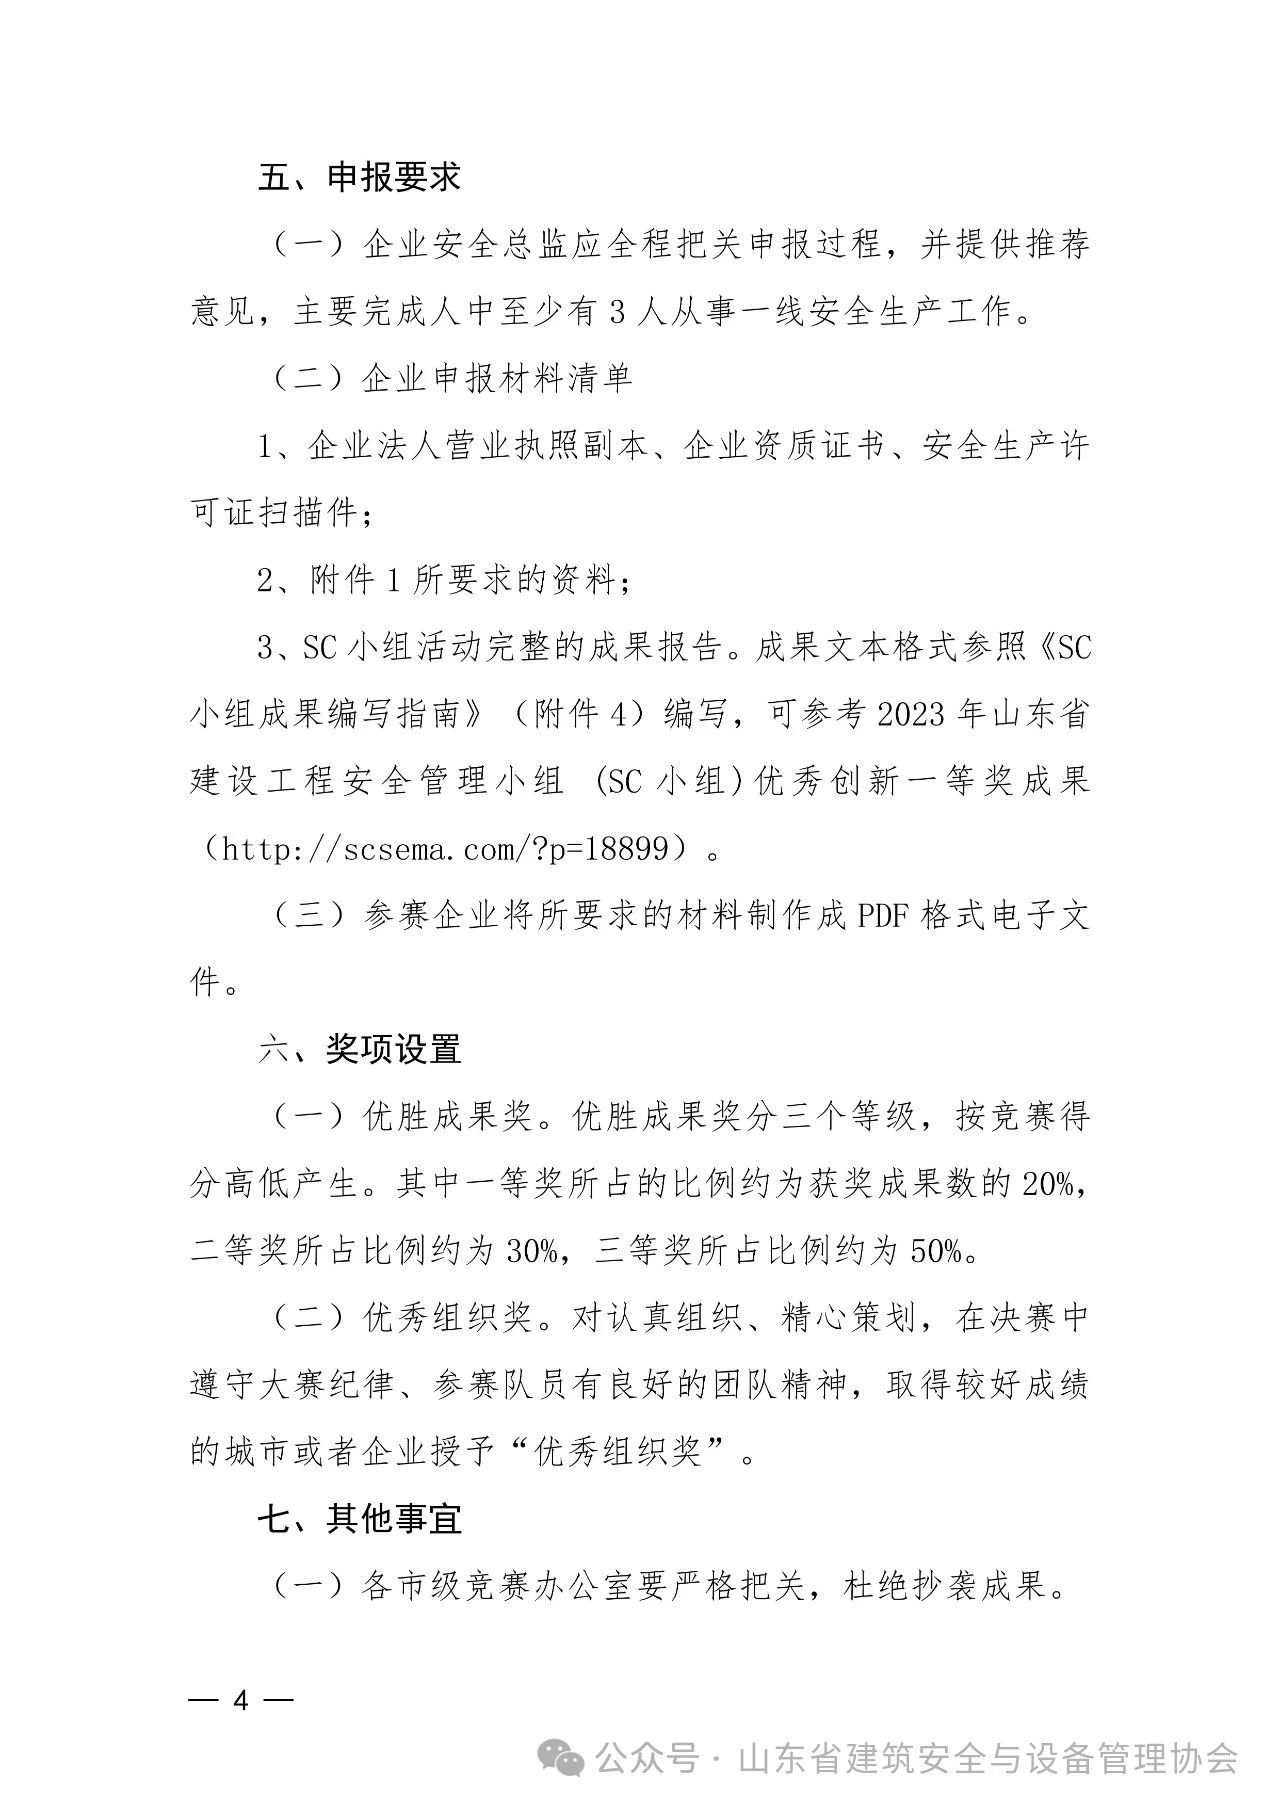 五、申报要求
（一）企业安全总监应全程把关申报过程，并提供推荐
意见，主要完成人中至少有 3 人从事一线安全生产工作。
（二）企业申报材料清单
1、企业法人营业执照副本、企业资质证书、安全生产许
可证扫描件；
2、附件 1 所要求的资料；
3、SC 小组活动完整的成果报告。成果文本格式参照《SC
小组成果编写指南》（附件 4）编写，可参考 2023 年山东省
建设工程安全管理小组 (SC 小组)优秀创新一等奖成果
（http://scsema.com/?p=18899）。
（三）参赛企业将所要求的材料制作成 PDF 格式电子文
件。
六、奖项设置
（一）优胜成果奖。优胜成果奖分三个等级，按竞赛得
分高低产生。其中一等奖所占的比例约为获奖成果数的 20%，
二等奖所占比例约为 30%，三等奖所占比例约为 50%。
（二）优秀组织奖。对认真组织、精心策划，在决赛中
遵守大赛纪律、参赛队员有良好的团队精神，取得较好成绩
的城市或者企业授予“优秀组织奖”。
七、其他事宜
（一）各市级竞赛办公室要严格把关，杜绝抄袭成果。
— 4 —
公众号·山东省建筑安全与设备管理协会